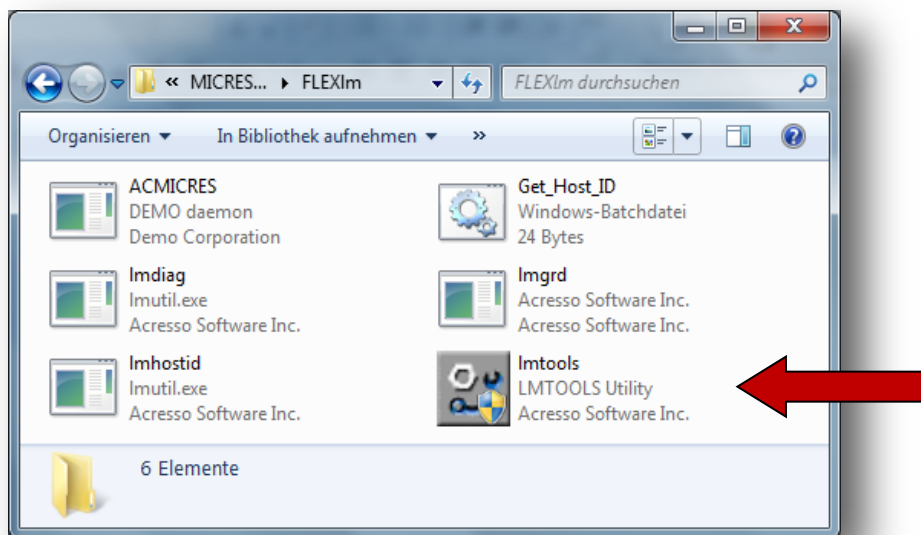 « MICRES... ▸ FLEXlm
FLEXlm durchsuchen
Organisieren
In Bibliothek aufnehmen
»
ACMICRES
DEMO daemon
Demo Corporation
Get_Host_ID
Windows-Batchdatei
24 Bytes
lmdiag
lmutil.exe
Acresso Software Inc.
lmgrd
Acresso Software Inc.
Acresso Software Inc.
lmhostid
lmutil.exe
Acresso Software Inc.
lmtools
LMTOOLS Utility
Acresso Software Inc.
6 Elemente